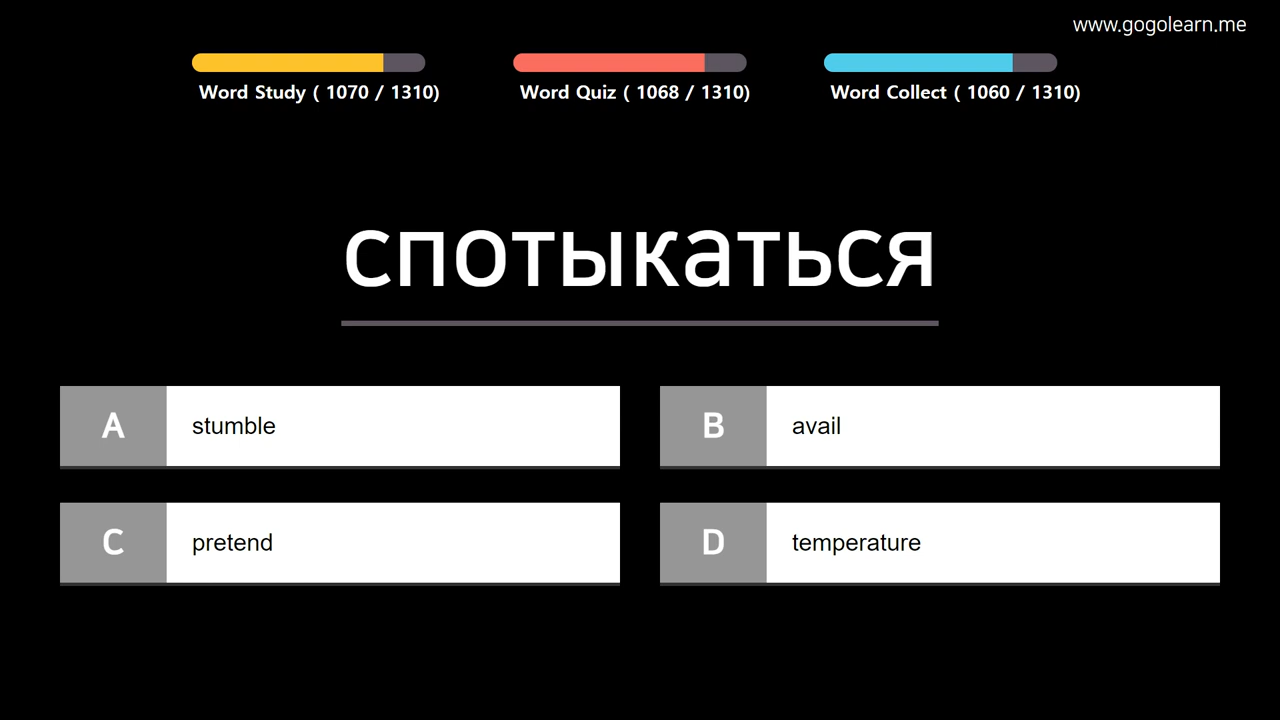 www.gogolearn.me
Word Study ( 1070 / 1310)
Word Quiz ( 1068 / 1310)
Word Collect ( 1060 / 1310)
спотыкаться
A stumble
B avail
C pretend
D temperature